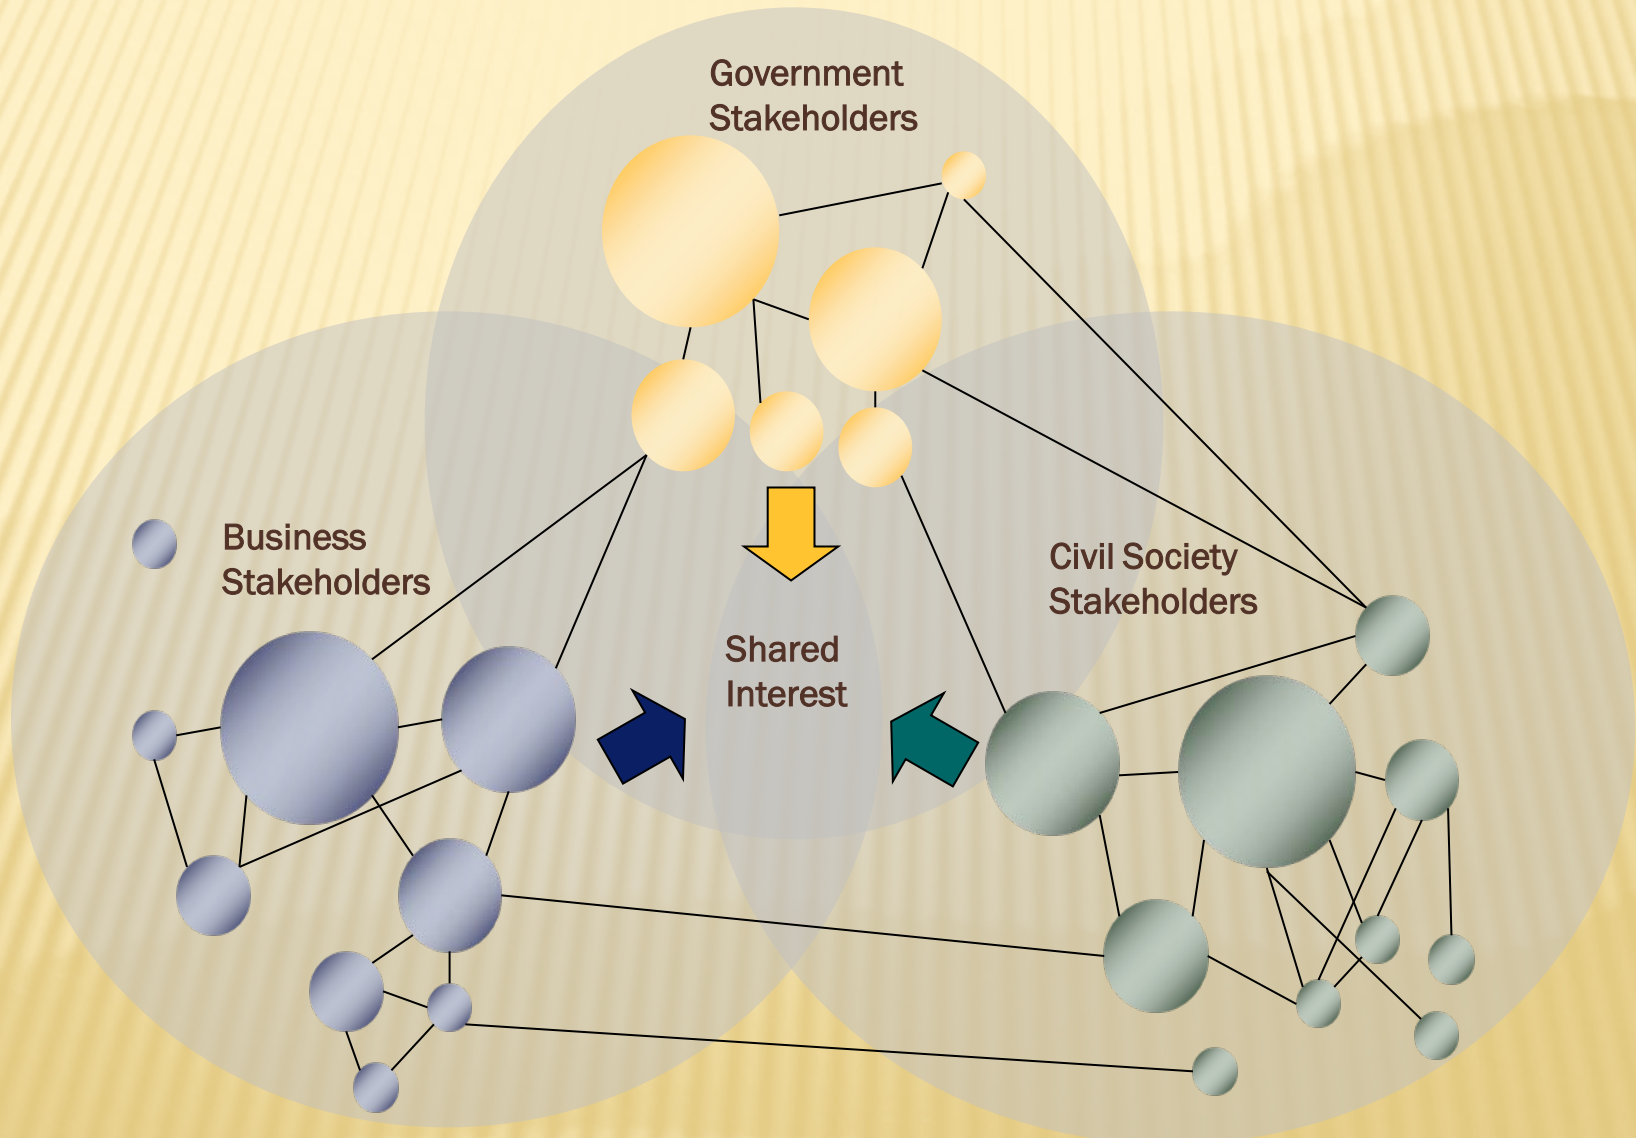 Government
Stakeholders
Business
Stakeholders
Civil Society
Stakeholders
Shared
Interest